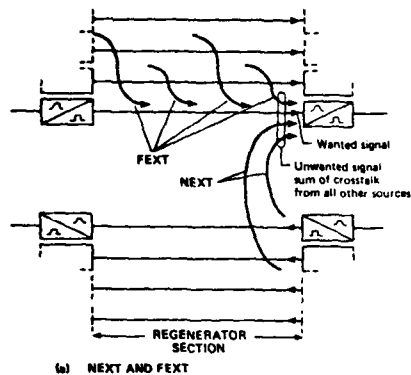 FEXT
Wanted signal
NEXT
Unwanted signal
sum of crosstalk
from all other sources
REGENERATOR
SECTION
(a) NEXT AND FEXT